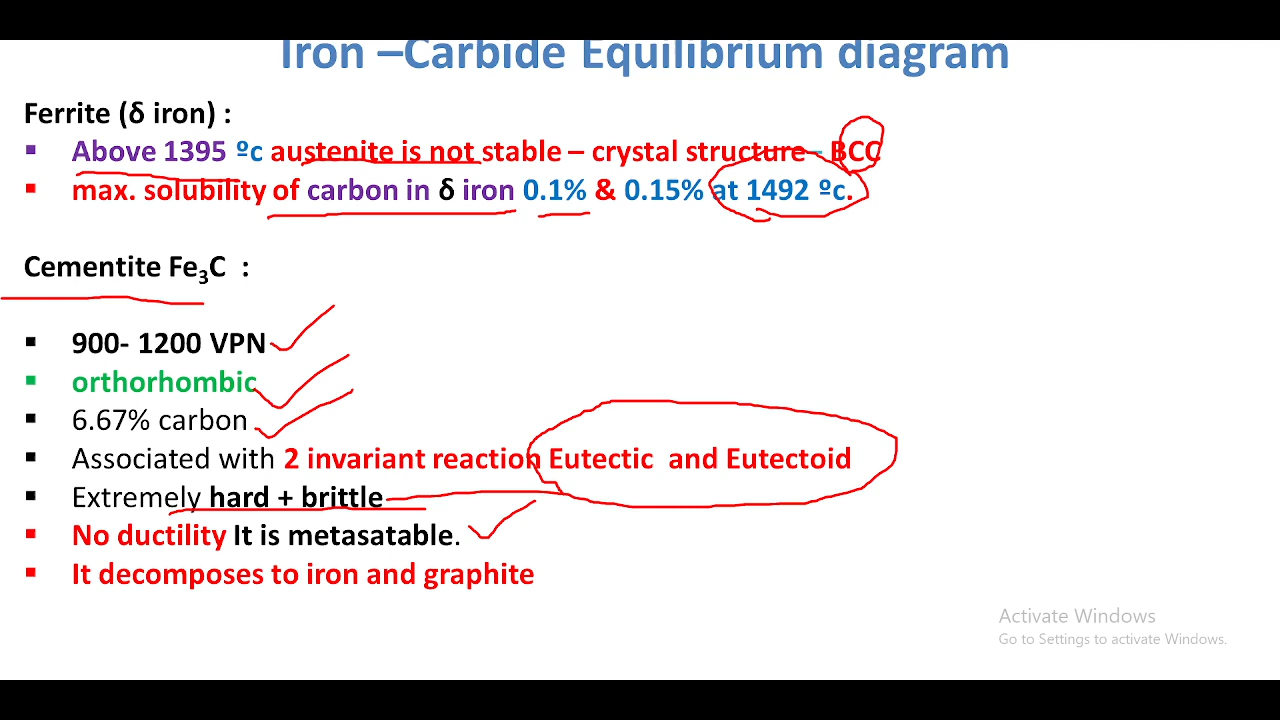 Iron –Carbide Equilibrium diagram
Ferrite (δ iron) :
▪ Above 1395 ºc austenite is not stable – crystal structure – BCC
▪ max. solubility of carbon in δ iron 0.1% & 0.15% at 1492 ºc.
Cementite Fe₃C :
▪ 900- 1200 VPN
▪ orthorhombic
▪ 6.67% carbon
▪ Associated with 2 invariant reaction Eutectic and Eutectoid
▪ Extremely hard + brittle
▪ No ductility It is metasatable.
▪ It decomposes to iron and graphite
Activate Windows
Go to Settings to activate Windows.